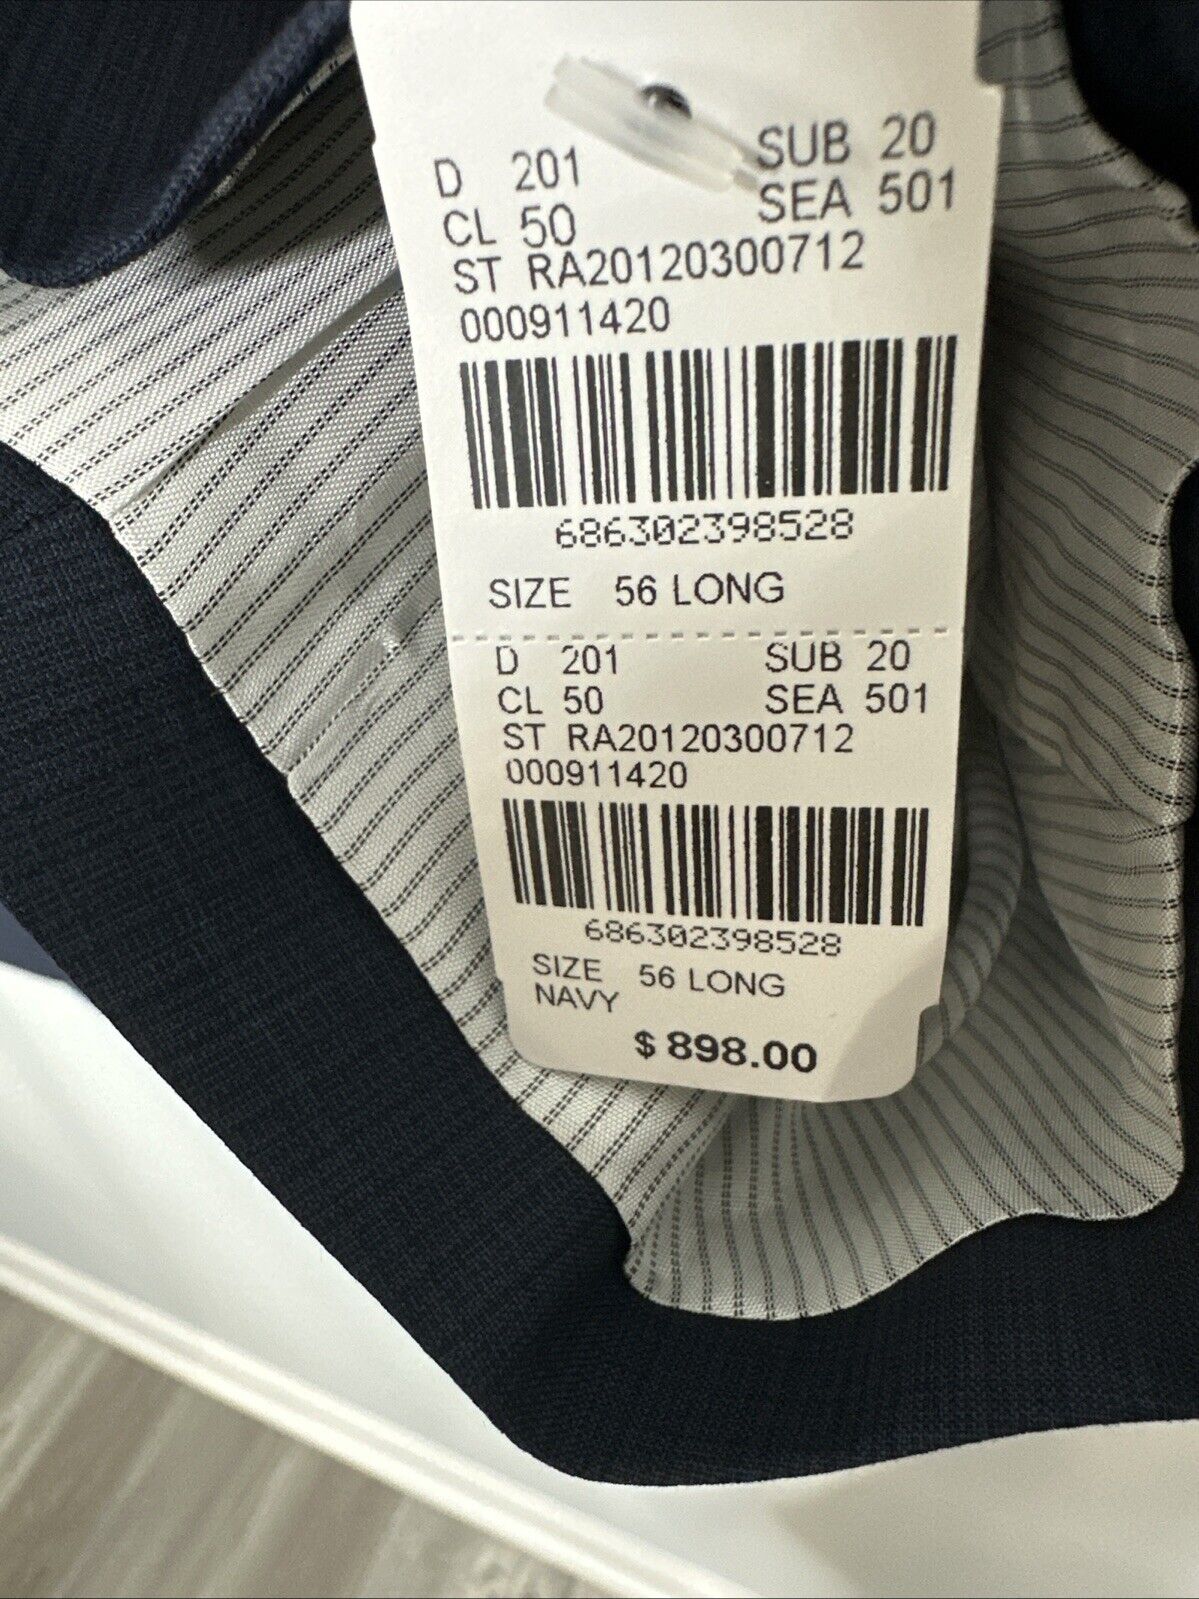 D 201 SUB 20
CL 50 SEA 501
ST RA20120300712
000911420
686302398528
SIZE 56 LONG
D 201 SUB 20
CL 50 SEA 501
ST RA20120300712
000911420
686302398528
SIZE 56 LONG
NAVY
$ 898.00